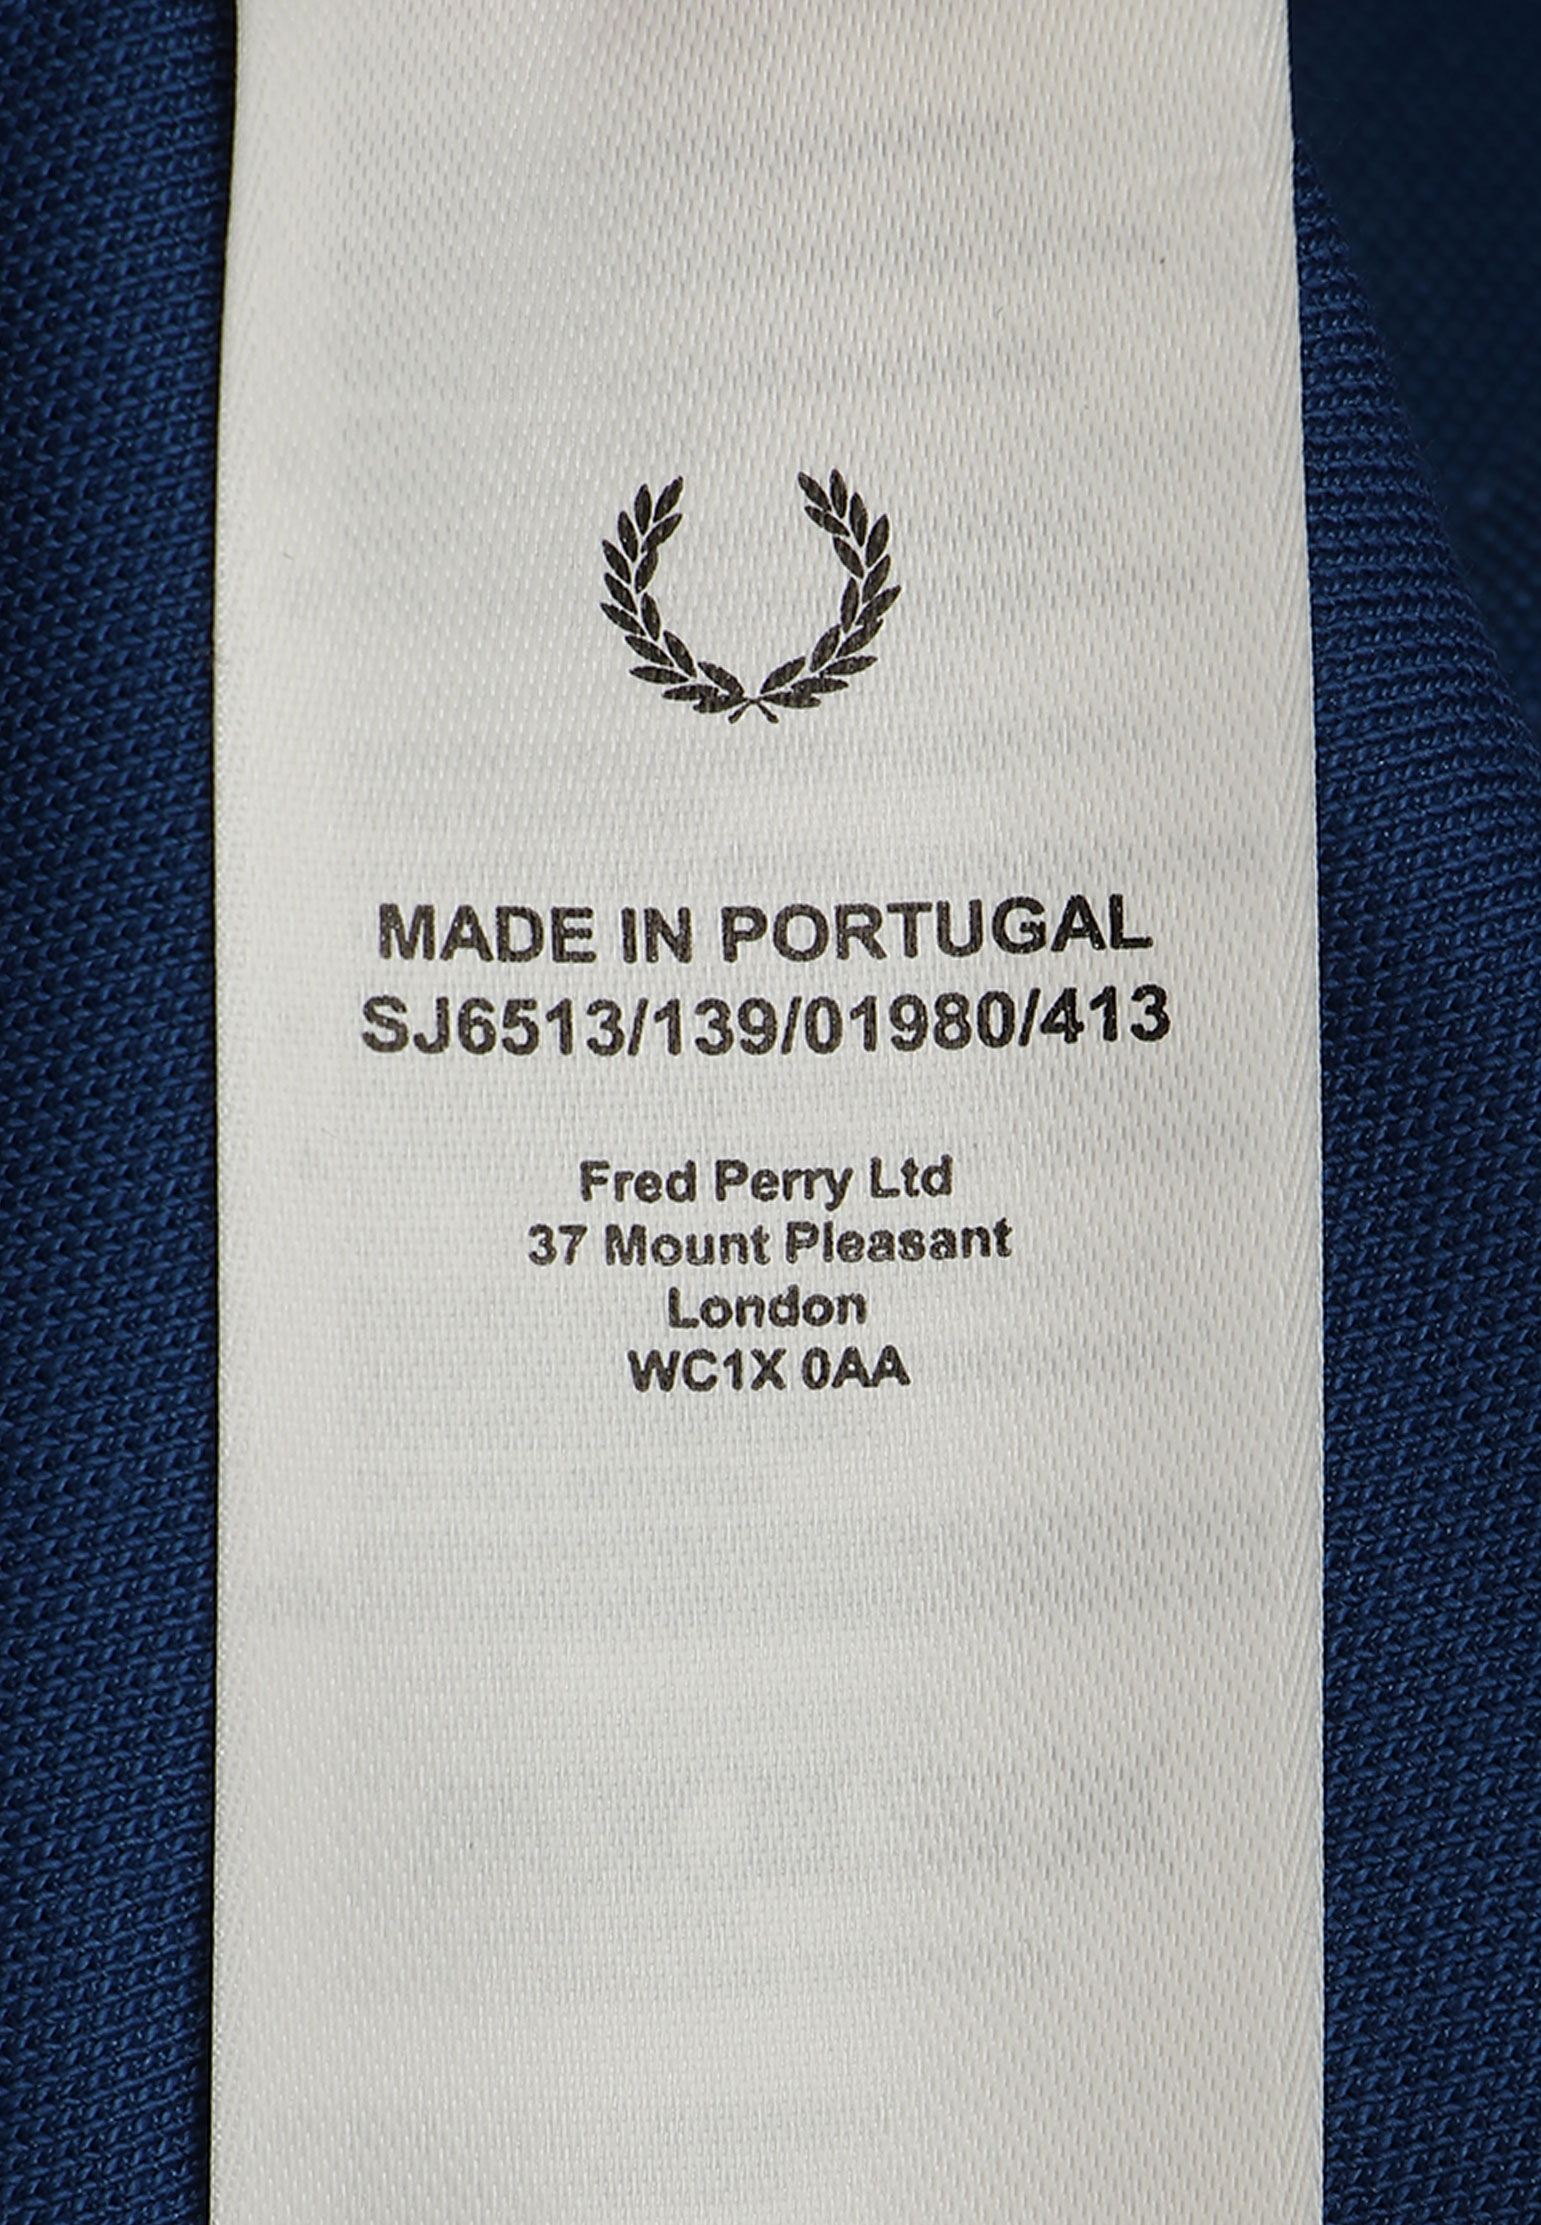 MADE IN PORTUGAL
SJ6513/139/01980/413
Fred Perry Ltd
37 Mount Pleasant
London
WC1X 0AA